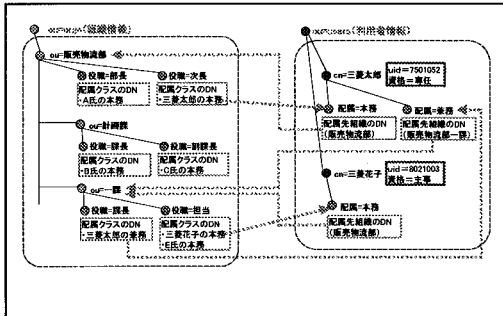 ou=orgs(組織情報)
ou=販売物流部
役職=部長
配属クラスのDN
・A氏の本務
役職=次長
配属クラスのDN
・三菱太郎の本務
ou=計画課
役職=課長
配属クラスのDN
・B氏の本務
役職=副課長
配属クラスのDN
・C氏の本務
ou=一課
役職=課長
配属クラスのDN
・三菱太郎の兼務
役職=担当
配属クラスのDN
・三菱花子の本務
・E氏の本務
ou=users(利用者情報)
cn=三菱太郎
uid=7501052
資格=専任
配属=本務
配属先組織のDN
(販売物流部)
配属=兼務
配属先組織のDN
(販売物流部一課)
cn=三菱花子
uid=8021003
資格=主事
配属=本務
配属先組織のDN
(販売物流部)